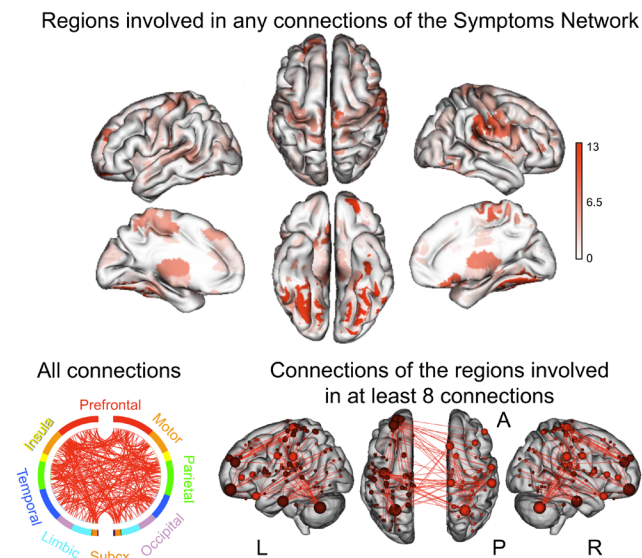 Regions involved in any connections of the Symptoms Network
13
6.5
0
All connections
Connections of the regions involved
in at least 8 connections
Prefrontal
Insula
Motor
Temporal
Parietal
Limbic
Subcx
Occipital
A
L
P
R